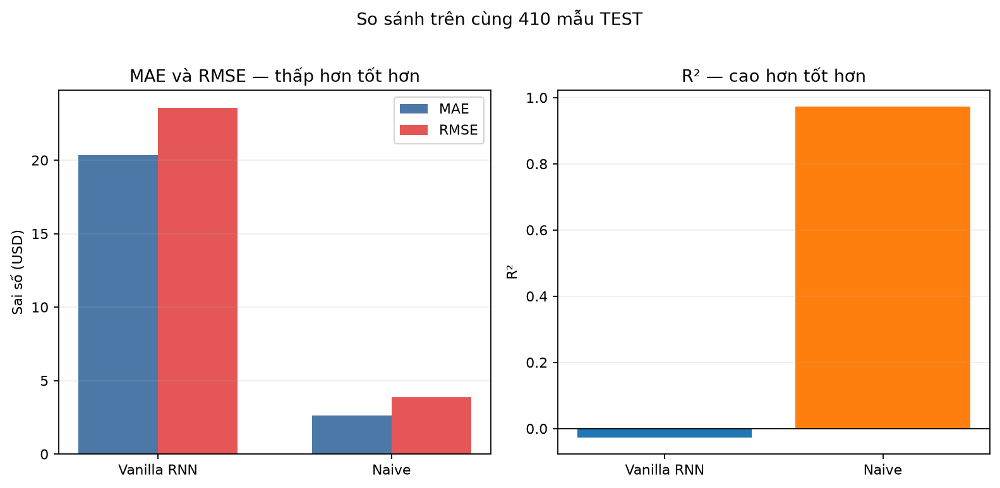 So sánh trên cùng 410 mẫu TEST
MAE và RMSE — thấp hơn tốt hơn
MAE
RMSE
Sai số (USD)
20
15
10
5
0
Vanilla RNN
Naive
R² — cao hơn tốt hơn
R²
1.0
0.8
0.6
0.4
0.2
0.0
Vanilla RNN
Naive